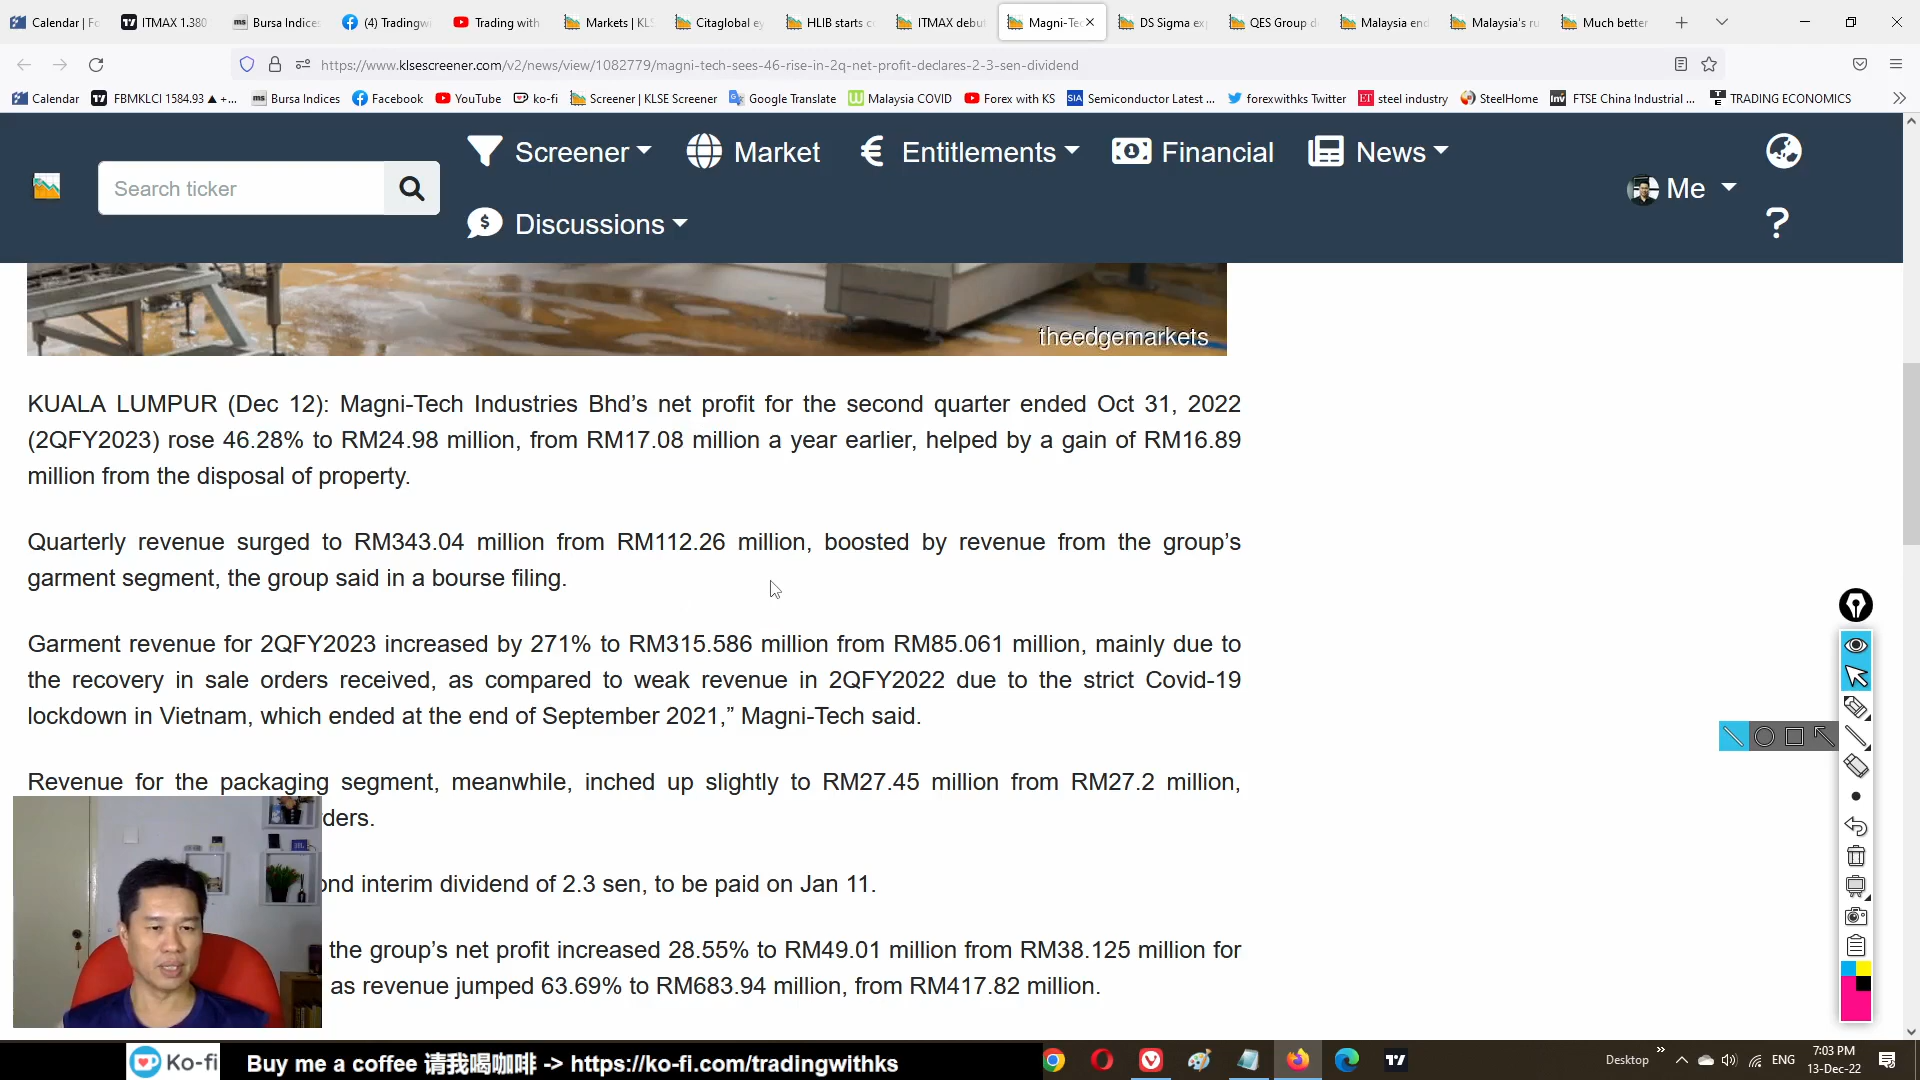 Calendar | Fo
ITMAX 1.380
Bursa Indices
(4) Tradingw
Trading with
Markets | KLS
Citaglobal ey
HLIB starts c
ITMAX debu
Magni-Te
DS Sigma ex
QES Group d
Malaysia end
Malaysia's ru
Much better
https://www.klsescreener.com/v2/news/view/1082779/magni-tech-sees-46-rise-in-2q-net-profit-declares-2-3-sen-dividend
Calendar
FBMKLCI 1584.93 ▲ +...
Bursa Indices
Facebook
YouTube
ko-fi
Screener | KLSE Screener
Google Translate
Malaysia COVID
Forex with KS
Semiconductor Latest ...
forexwithks Twitter
steel industry
SteelHome
FTSE China Industrial ...
TRADING ECONOMICS
Search ticker
Screener
Market
Entitlements
Financial
News
Discussions
Me
?
theedgemarkets
KUALA LUMPUR (Dec 12): Magni-Tech Industries Bhd’s net profit for the second quarter ended Oct 31, 2022
(2QFY2023) rose 46.28% to RM24.98 million, from RM17.08 million a year earlier, helped by a gain of RM16.89
million from the disposal of property.
Quarterly revenue surged to RM343.04 million from RM112.26 million, boosted by revenue from the group’s
garment segment, the group said in a bourse filing.
Garment revenue for 2QFY2023 increased by 271% to RM315.586 million from RM85.061 million, mainly due to
the recovery in sale orders received, as compared to weak revenue in 2QFY2022 due to the strict Covid-19
lockdown in Vietnam, which ended at the end of September 2021,” Magni-Tech said.
Revenue for the packaging segment, meanwhile, inched up slightly to RM27.45 million from RM27.2 million,
ders.
ond interim dividend of 2.3 sen, to be paid on Jan 11.
the group’s net profit increased 28.55% to RM49.01 million from RM38.125 million for
as revenue jumped 63.69% to RM683.94 million, from RM417.82 million.
Ko-fi
Buy me a coffee 请我喝咖啡 -> https://ko-fi.com/tradingwithks
Desktop
ENG
7:03 PM
13-Dec-22